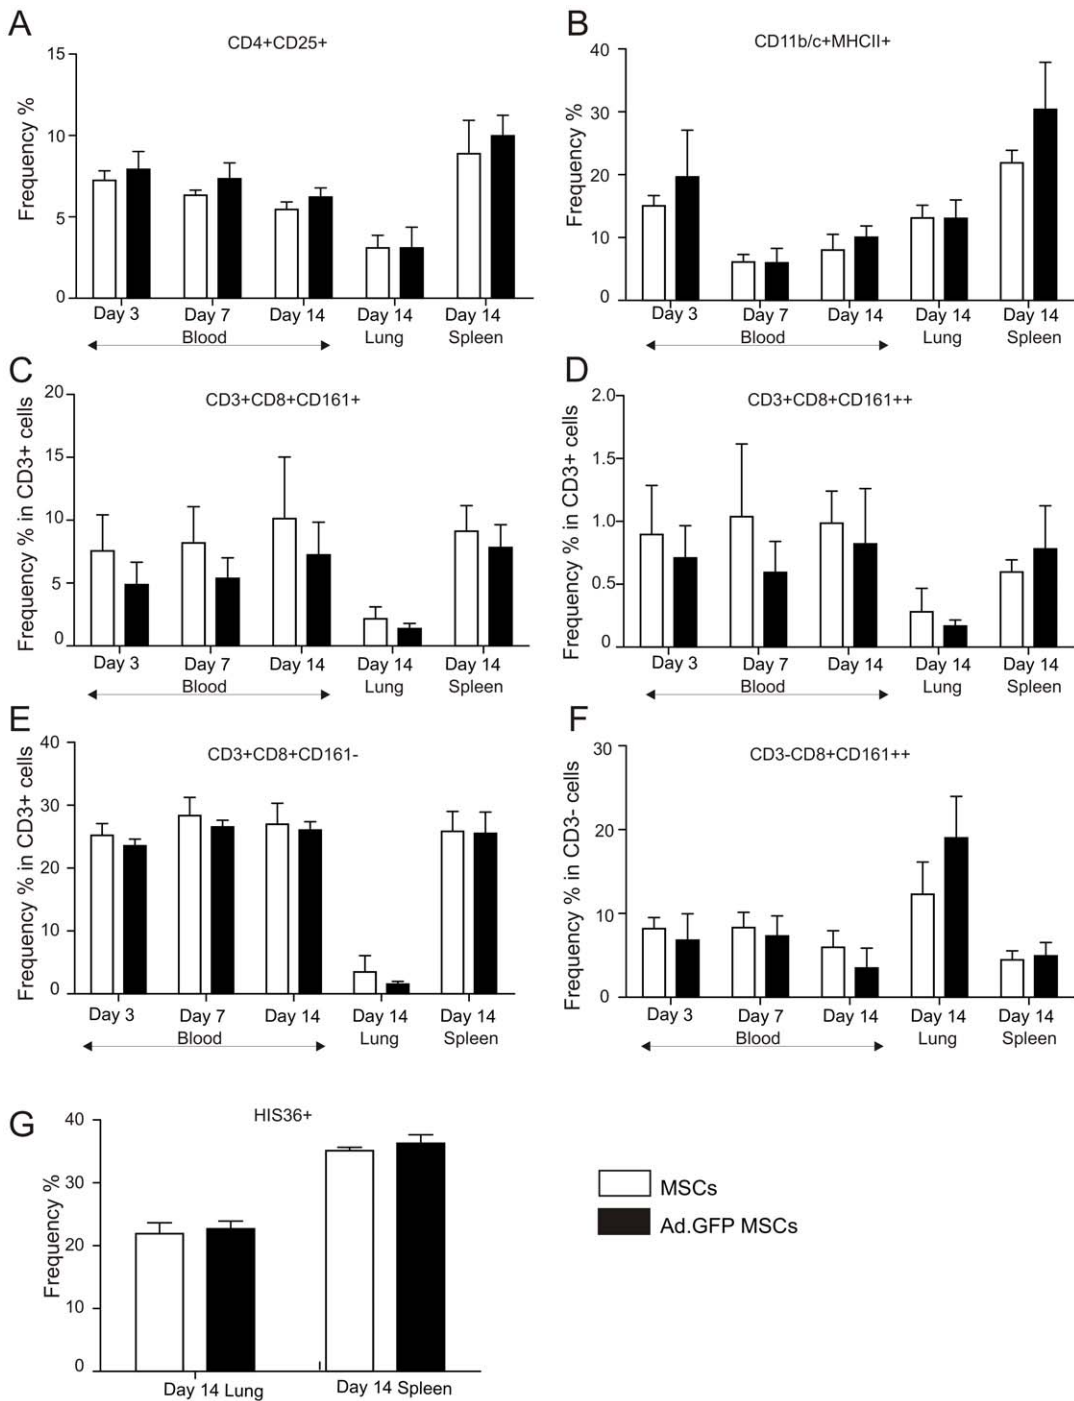 A
CD4+CD25+
Frequency %
15
10
5
0
Day 3
Day 7
Day 14
Day 14
Day 14
Blood
Lung
Spleen
B
CD11b/c+MHCII+
Frequency %
40
30
20
10
0
Day 3
Day 7
Day 14
Day 14
Day 14
Blood
Lung
Spleen
C
CD3+CD8+CD161+
Frequency % in CD3+ cells
20
15
10
5
0
Day 3
Day 7
Day 14
Day 14
Day 14
Blood
Lung
Spleen
D
CD3+CD8+CD161++
Frequency % in CD3+ cells
2.0
1.5
1.0
0.5
0
Day 3
Day 7
Day 14
Day 14
Day 14
Blood
Lung
Spleen
E
CD3+CD8+CD161-
Frequency % in CD3+ cells
40
30
20
10
0
Day 3
Day 7
Day 14
Day 14
Day 14
Blood
Lung
Spleen
F
CD3-CD8+CD161++
Frequency % in CD3- cells
30
20
10
0
Day 3
Day 7
Day 14
Day 14
Day 14
Blood
Lung
Spleen
G
HIS36+
Frequency %
40
30
20
10
0
Day 14 Lung
Day 14 Spleen
MSCs
Ad.GFP MSCs